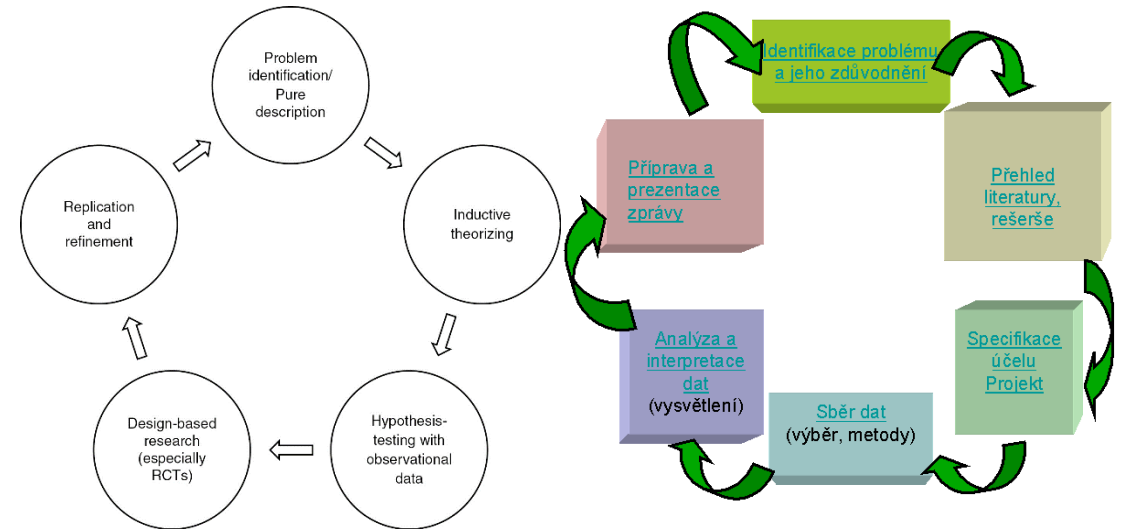 Problem
identification/
Pure
description
Inductive
theorizing
Hypothesis-
testing with
observational
data
Design-based
research
(especially
RCTs)
Replication
and
refinement
Identifikace problému
a jeho zdůvodnění
Přehled
literatury,
rešerše
Specifikace
účelu
Projekt
Sběr dat
(výběr, metody)
Analýza a
interpretace
dat
(vysvětlení)
Příprava a
prezentace
zprávy